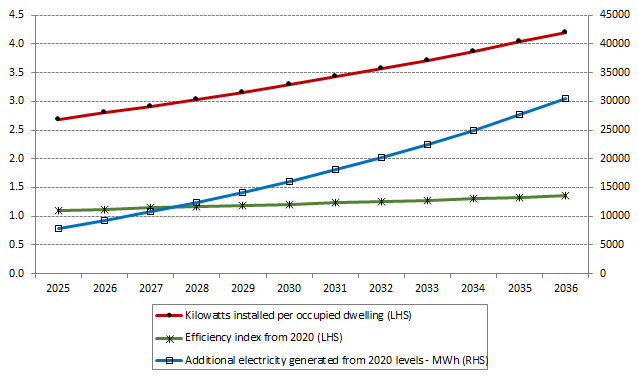 4.5 45000
4.0 40000
3.5 35000
3.0 30000
2.5 25000
2.0 20000
1.5 15000
1.0 10000
0.5 5000
0.0 0
2025 2026 2027 2028 2029 2030 2031 2032 2033 2034 2035 2036
Kilowatts installed per occupied dwelling (LHS)
Efficiency index from 2020 (LHS)
Additional electricity generated from 2020 levels - MWh (RHS)